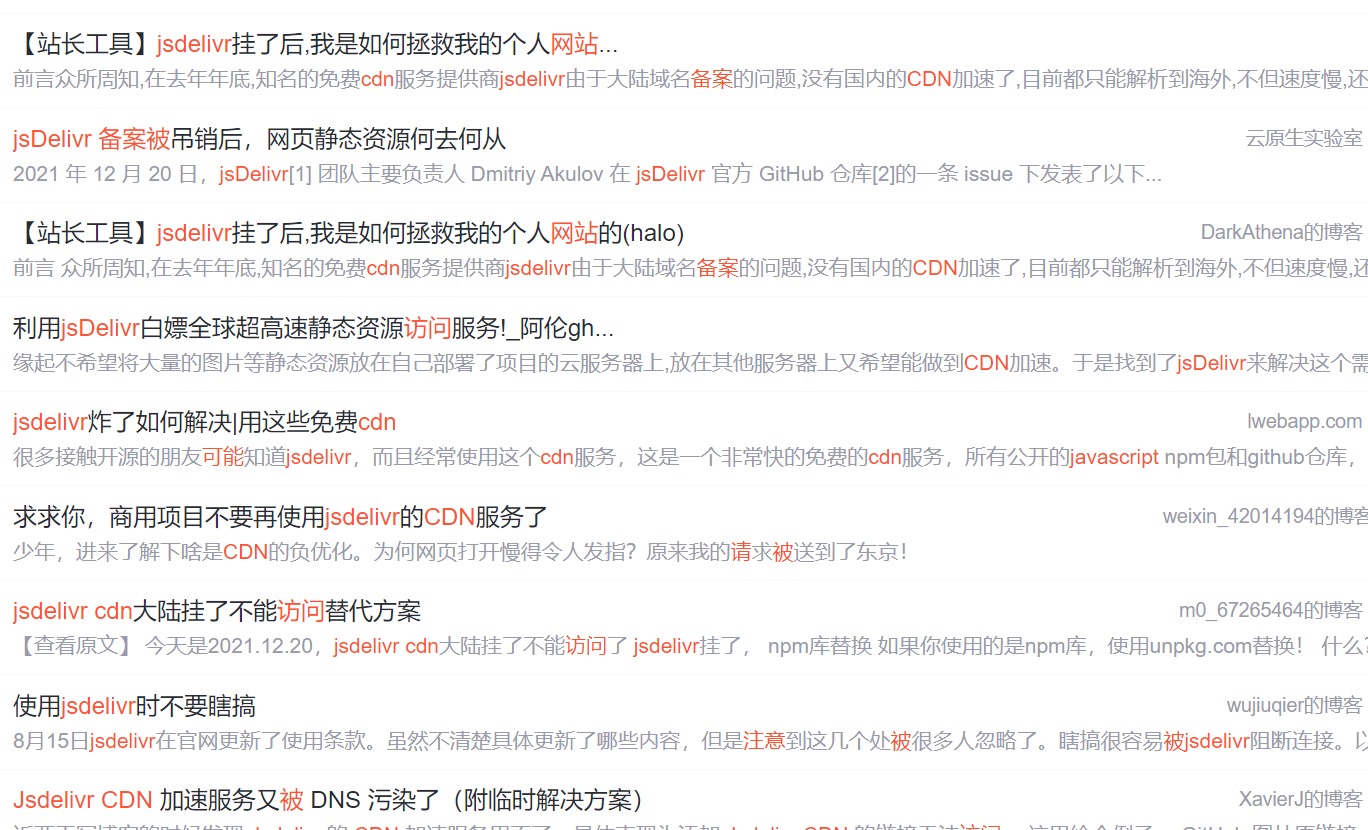 【站长工具】jsdelivr挂了后,我是如何拯救我的个人网站...
前言众所周知,在去年年底,知名的免费cdn服务提供商jsdelivr由于大陆域名备案的问题,没有国内的CDN加速了,目前都只能解析到海外,不但速度慢,还
jsDelivr 备案被吊销后，网页静态资源何去何从 云原生实验室
2021 年 12 月 20 日，jsDelivr[1] 团队主要负责人 Dmitriy Akulov 在 jsDelivr 官方 GitHub 仓库[2]的一条 issue 下发表了以下...
【站长工具】jsdelivr挂了后,我是如何拯救我的个人网站的(halo) DarkAthena的博客
前言 众所周知,在去年年底,知名的免费cdn服务提供商jsdelivr由于大陆域名备案的问题,没有国内的CDN加速了,目前都只能解析到海外,不但速度慢,还
利用jsDelivr白嫖全球超高速静态资源访问服务!_阿伦gh...
缘起不希望将大量的图片等静态资源放在自己部署了项目的云服务器上,放在其他服务器上又希望能做到CDN加速。于是找到了jsDelivr来解决这个需
jsdelivr炸了如何解决|用这些免费cdn lwebapp.com
很多接触开源的朋友可能知道jsdelivr，而且经常使用这个cdn服务，这是一个非常快的免费的cdn服务，所有公开的javascript npm包和github仓库，
求求你，商用项目不要再使用jsdelivr的CDN服务了 weixin_42014194的博客
少年，进来了解下啥是CDN的负优化。为何网页打开慢得令人发指？原来我的请求被送到了东京！
jsdelivr cdn大陆挂了不能访问替代方案 m0_67265464的博客
【查看原文】 今天是2021.12.20，jsdelivr cdn大陆挂了不能访问了 jsdelivr挂了， npm库替换 如果你使用的是npm库，使用unpkg.com替换！ 什么?
使用jsdelivr时不要瞎搞 wujiuqier的博客
8月15日jsdelivr在官网更新了使用条款。虽然不清楚具体更新了哪些内容，但是注意到这几个处被很多人忽略了。瞎搞很容易被jsdelivr阻断连接。以
Jsdelivr CDN 加速服务又被 DNS 污染了（附临时解决方案） XavierJ的博客